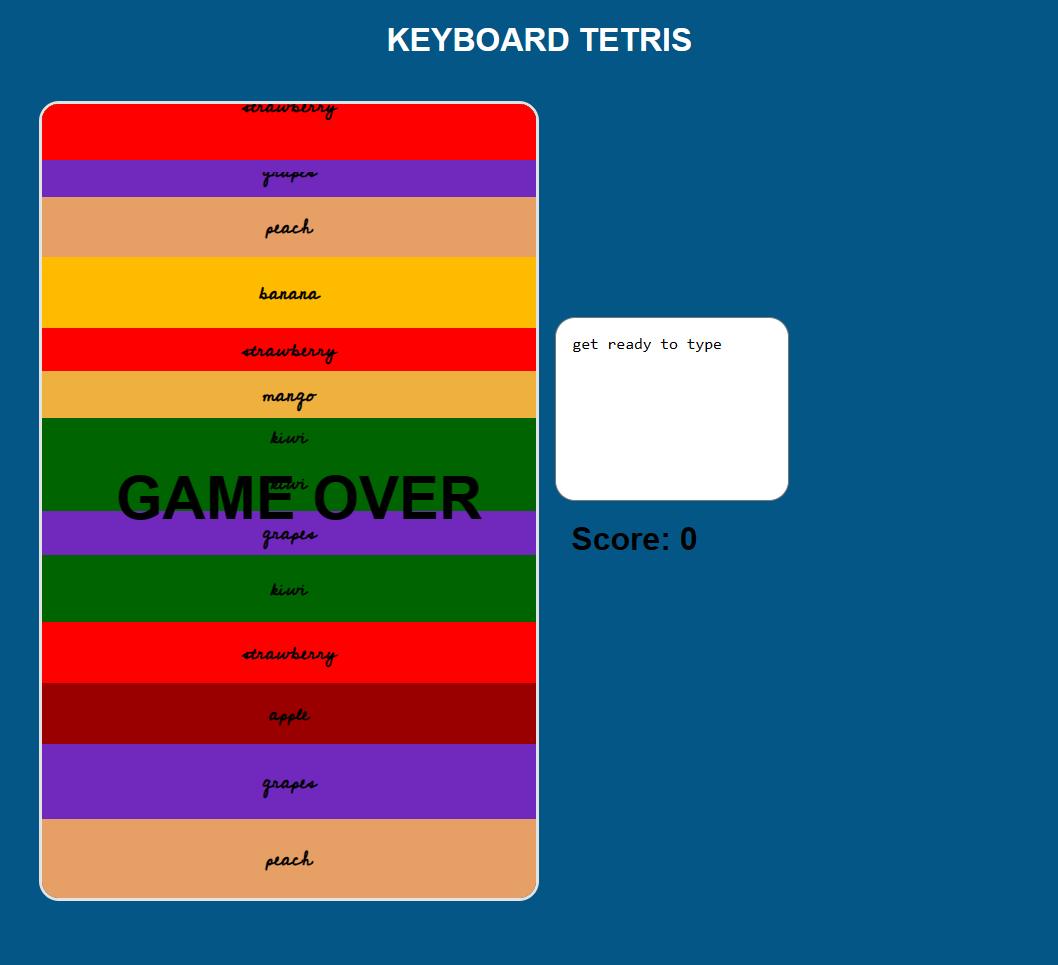 KEYBOARD TETRIS
strawberry
grapes
peach
banana
strawberry
mango
kiwi
kiwi
GAME OVER
grapes
kiwi
strawberry
apple
grapes
peach
get ready to type
Score: 0